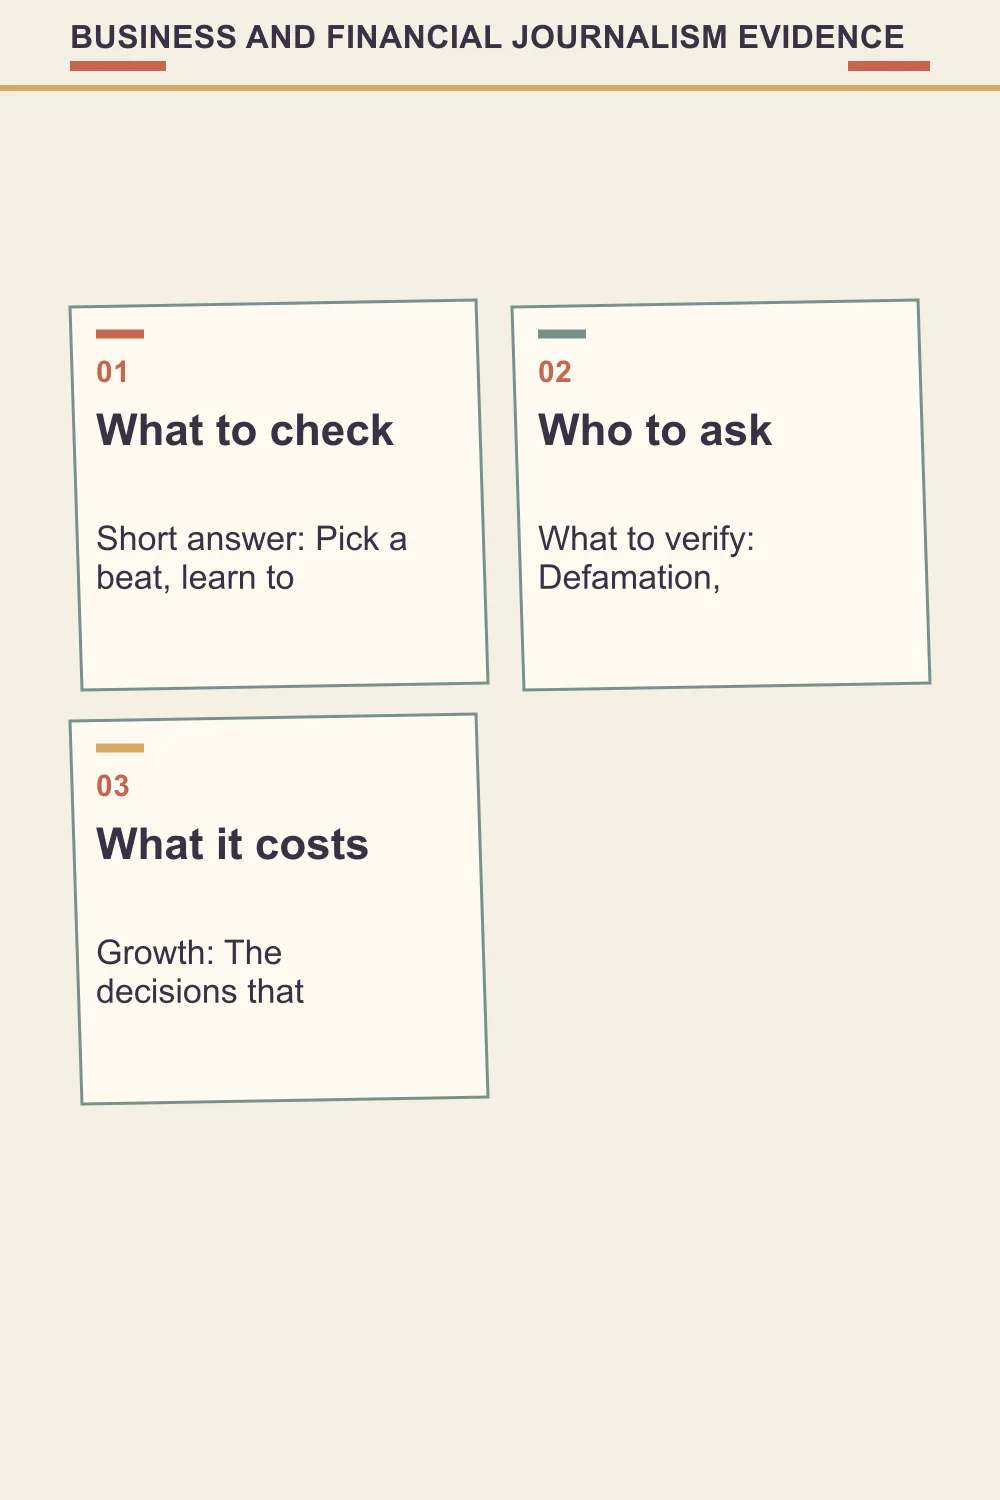 BUSINESS AND FINANCIAL JOURNALISM EVIDENCE
01
What to check
Short answer: Pick a
beat, learn to
02
Who to ask
What to verify:
Defamation,
03
What it costs
Growth: The
decisions that